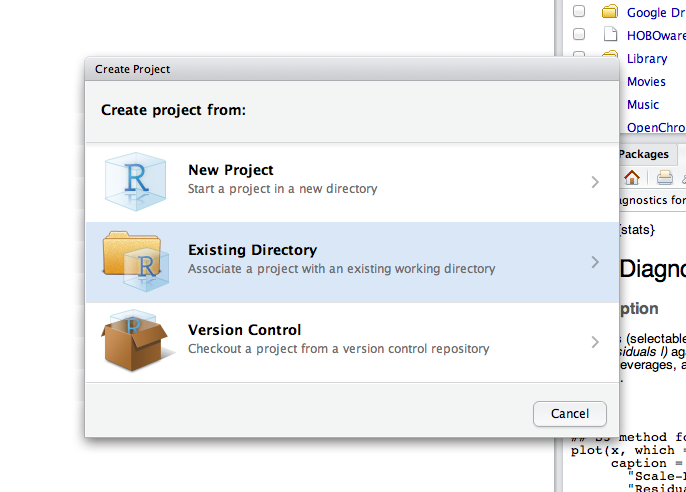 Google Dr
HOBOware
Library
Movies
Music
OpenChro
Create Project
Create project from:
R
New Project
Start a project in a new directory
R
Existing Directory
Associate a project with an existing working directory
R
Version Control
Checkout a project from a version control repository
Cancel
Packages
gnostics for
{stats}
Diagno
ption
s (selectable
siduals l) aga
everages, a
.
## S3 method fo
plot(x, which =
caption =
"Scale-L
"Residua